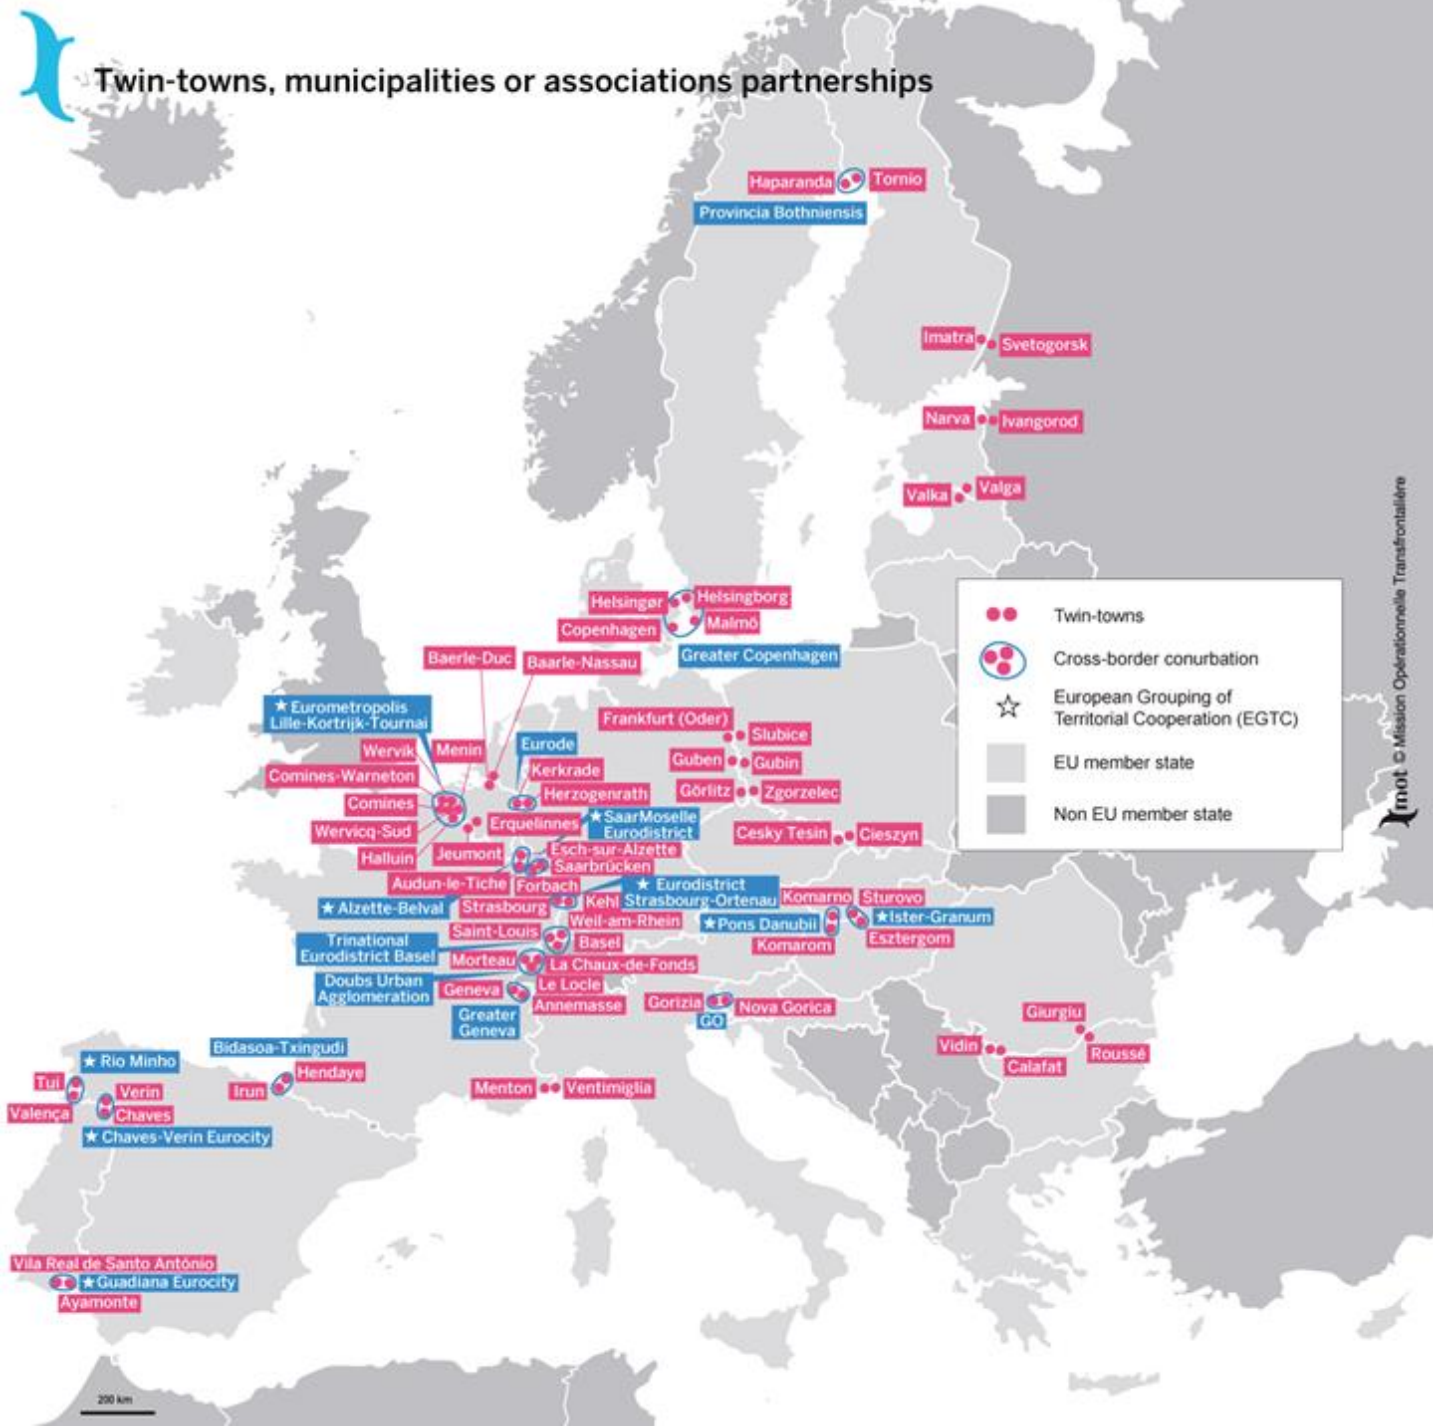 Twin-towns, municipalities or associations partnerships
Haparanda
Tornio
Provincia Bothniensis
Imatra
Svetogorsk
Narva
Ivangorod
Valka
Valga
Helsingør
Helsingborg
Copenhagen
Malmö
Greater Copenhagen
Baerle-Duc
Baarle-Nassau
★ Eurometropolis
Lille-Kortrijk-Tournai
Wervik
Menin
Eurode
Comines-Warneton
Kerkrade
Comines
Herzogenrath
Wervicq-Sud
Erquelinnes
★ SaarMoselle
Eurodistrict
Halluin
Jeumont
Esch-sur-Alzette
Saarbrücken
Audun-le-Tiche
Forbach
★ Alzette-Belval
Strasbourg
Kehl
★ Eurodistrict
Strasbourg-Ortenau
Weil-am-Rhein
Saint-Louis
Trinational
Eurodistrict Basel
Basel
Morteau
La Chaux-de-Fonds
Doubs Urban
Agglomeration
Geneva
Le Locle
Annemasse
Greater
Geneva
Frankfurt (Oder)
Slubice
Guben
Gubin
Görlitz
Zgorzelec
Cesky Tesin
Cieszyn
Komarno
Sturovo
★ Pons Danubii
★ Ister-Granum
Komarom
Esztergom
Gorizia
Nova Gorica
GO
Giurgiu
Roussé
Vidin
Calafat
Menton
Ventimiglia
Bidasoa-Txingudi
Hendaye
Irun
★ Rio Minho
Tui
Valença
Verin
Chaves
★ Chaves-Verin Eurocity
Vila Real de Santo António
★ Guadiana Eurocity
Ayamonte
Twin-towns
Cross-border conurbation
European Grouping of
Territorial Cooperation (EGTC)
EU member state
Non EU member state
mot © Mission Opérationnelle Transfrontalière
200 km